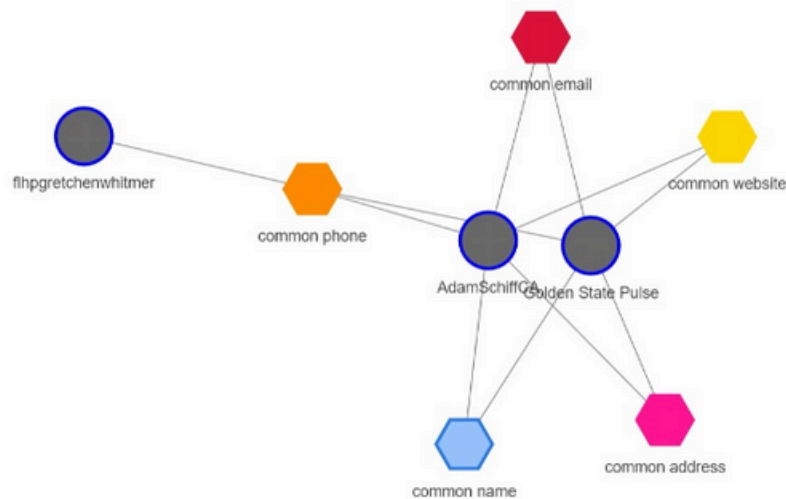 common email
flhpgretchenwhitmer
common website
common phone
AdamSchiffCA
Golden State Pulse
common address
common name